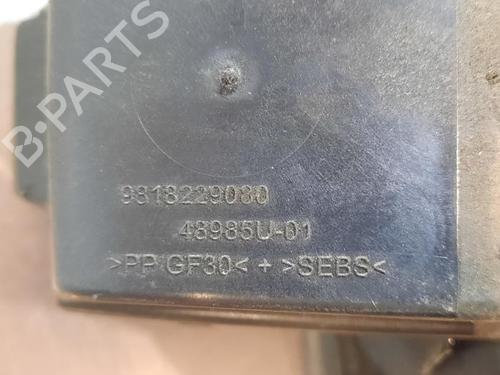 B-PARTS
9818229080
48985U-01
>PP GF30< + >SEBS<